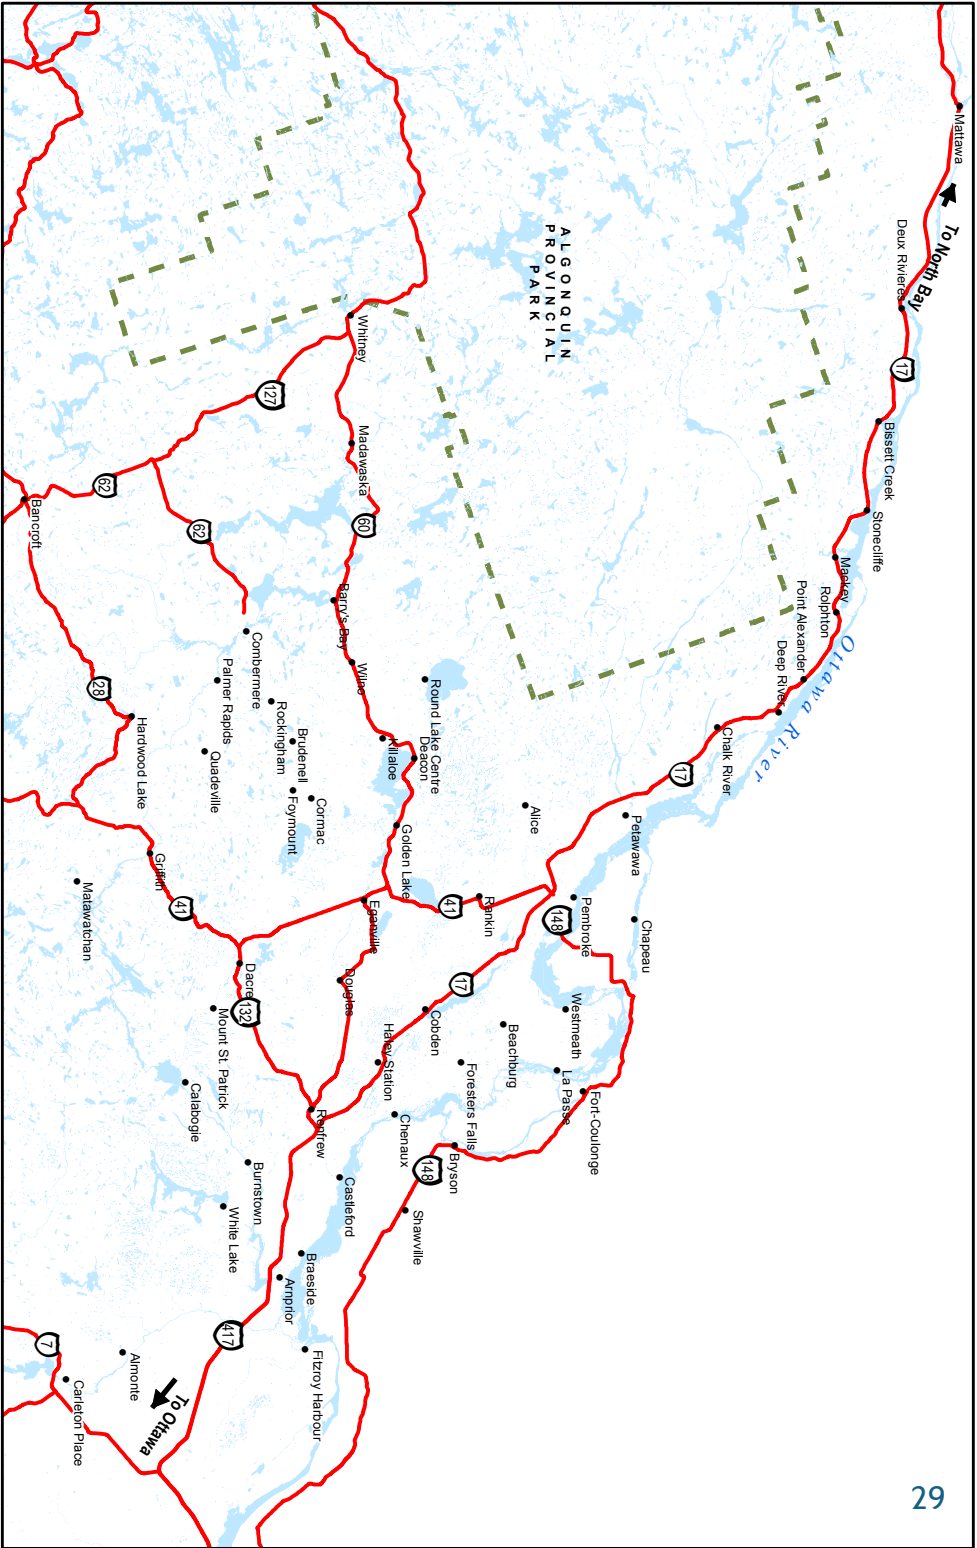 Mattawa
To North Bay
Deux Rivieres
17
Bissett Creek
Stonecliffe
Mackey
Rolphton
Point Alexander
Deep River
Ottawa River
Chalk River
17
Petawawa
Chapeau
Pembroke
148
Westmeath
La Passe
Fort-Coulonge
ALGONQUIN
PROVINCIAL
PARK
Alice
Rankin
41
17
Cobden
Beachburg
Foresters Falls
Haley Station
Chenaux
Bryson
148
Shawville
Whitney
127
Madawaska
60
Barry's Bay
Wilno
Round Lake Centre
Deacon
Killaloe
Golden Lake
Eganville
Douglas
Renfrew
Castleford
Braeside
Arnprior
Fitzroy Harbour
62
62
Bancroft
Combermere
Palmer Rapids
Rockingham
Brudenell
Quadeville
Foymount
Cormac
28
Hardwood Lake
Griffith
41
Matawatchan
Dacre
132
Mount St. Patrick
Calabogie
Burnstown
White Lake
417
To Ottawa
Almonte
7
Carleton Place
29